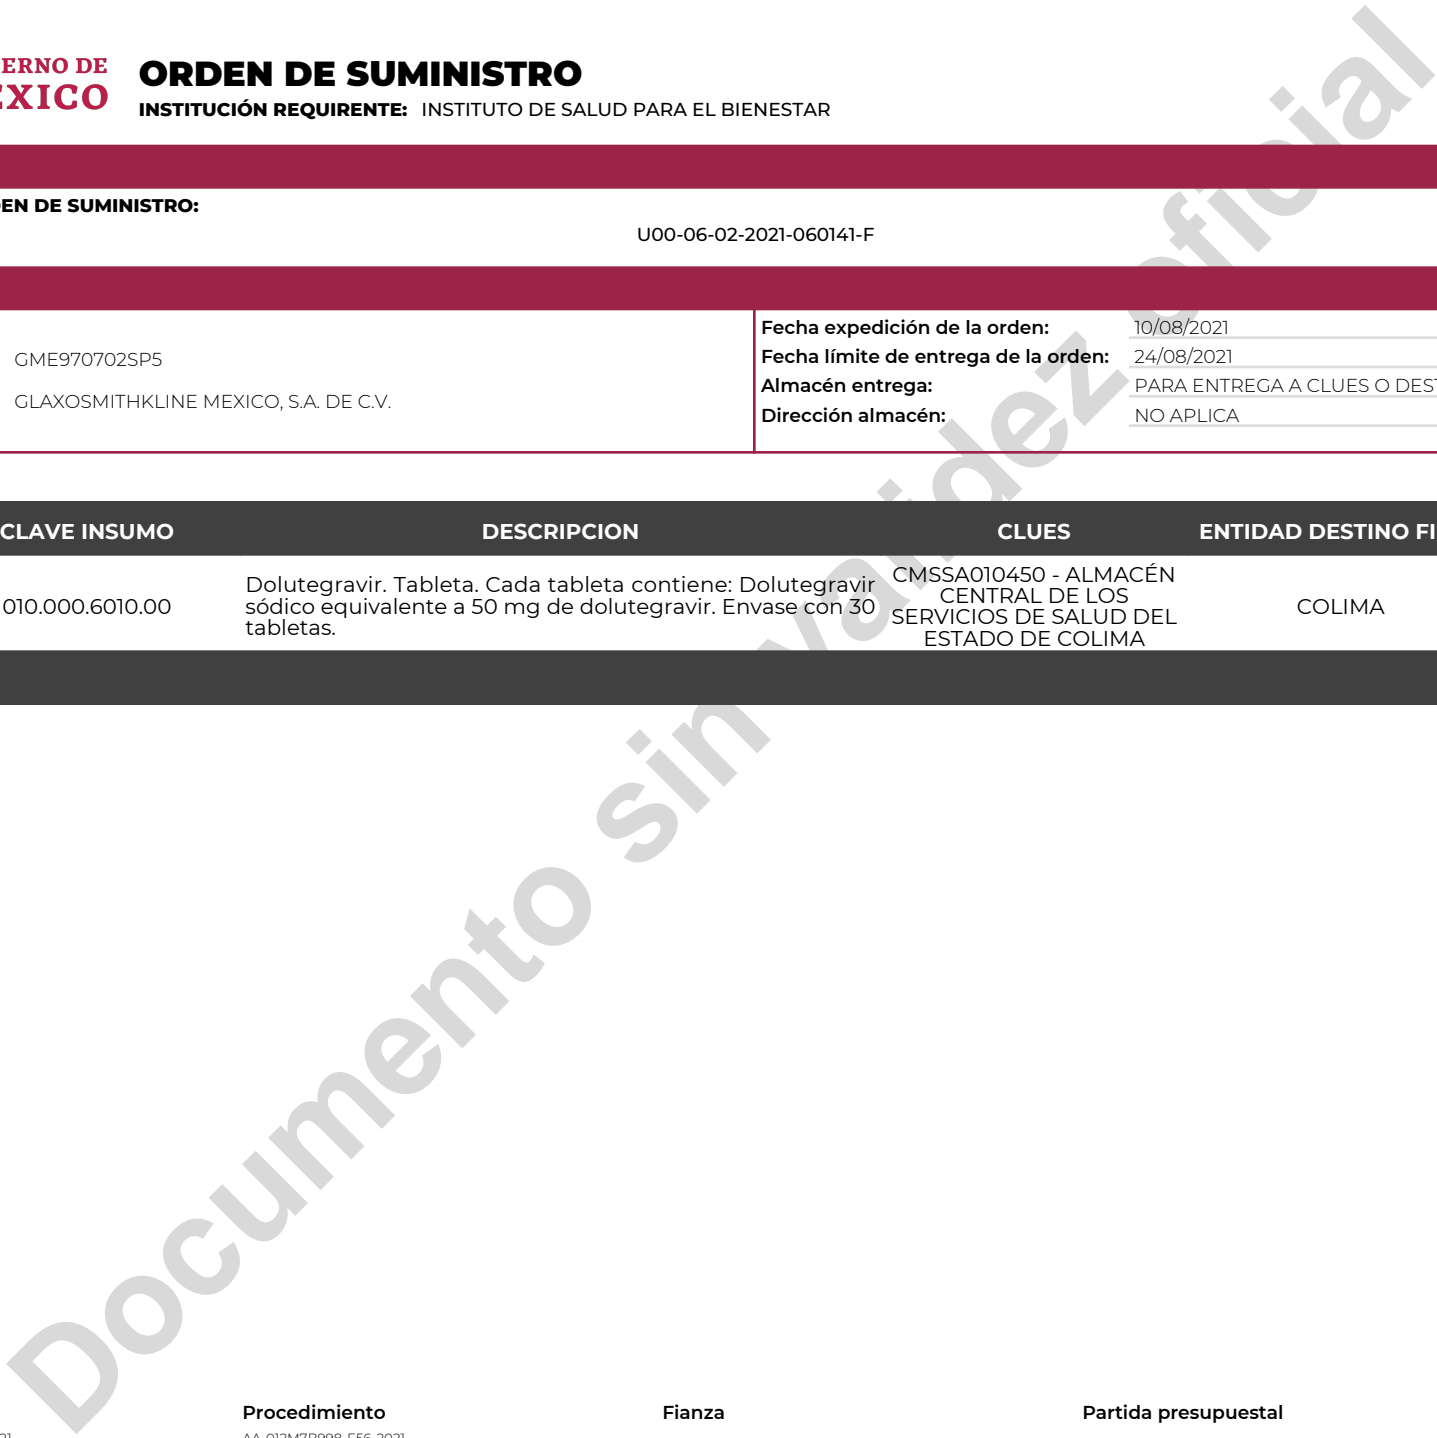 ERNO DE
EXICO
ORDEN DE SUMINISTRO
INSTITUCIÓN REQUIRENTE: INSTITUTO DE SALUD PARA EL BIENESTAR
EN DE SUMINISTRO:
U00-06-02-2021-060141-F
GME970702SP5
GLAXOSMITHKLINE MEXICO, S.A. DE C.V.
Fecha expedición de la orden: 10/08/2021
Fecha límite de entrega de la orden: 24/08/2021
Almacén entrega: PARA ENTREGA A CLUES O DEST
Dirección almacén: NO APLICA
CLAVE INSUMO DESCRIPCION CLUES ENTIDAD DESTINO FI
010.000.6010.00
Dolutegravir. Tableta. Cada tableta contiene: Dolutegravir
sódico equivalente a 50 mg de dolutegravir. Envase con 30
tabletas.
CMSSA010450 - ALMACÉN
CENTRAL DE LOS
SERVICIOS DE SALUD DEL
ESTADO DE COLIMA
COLIMA
Documento sin validez oficial
Procedimiento Fianza Partida presupuestal